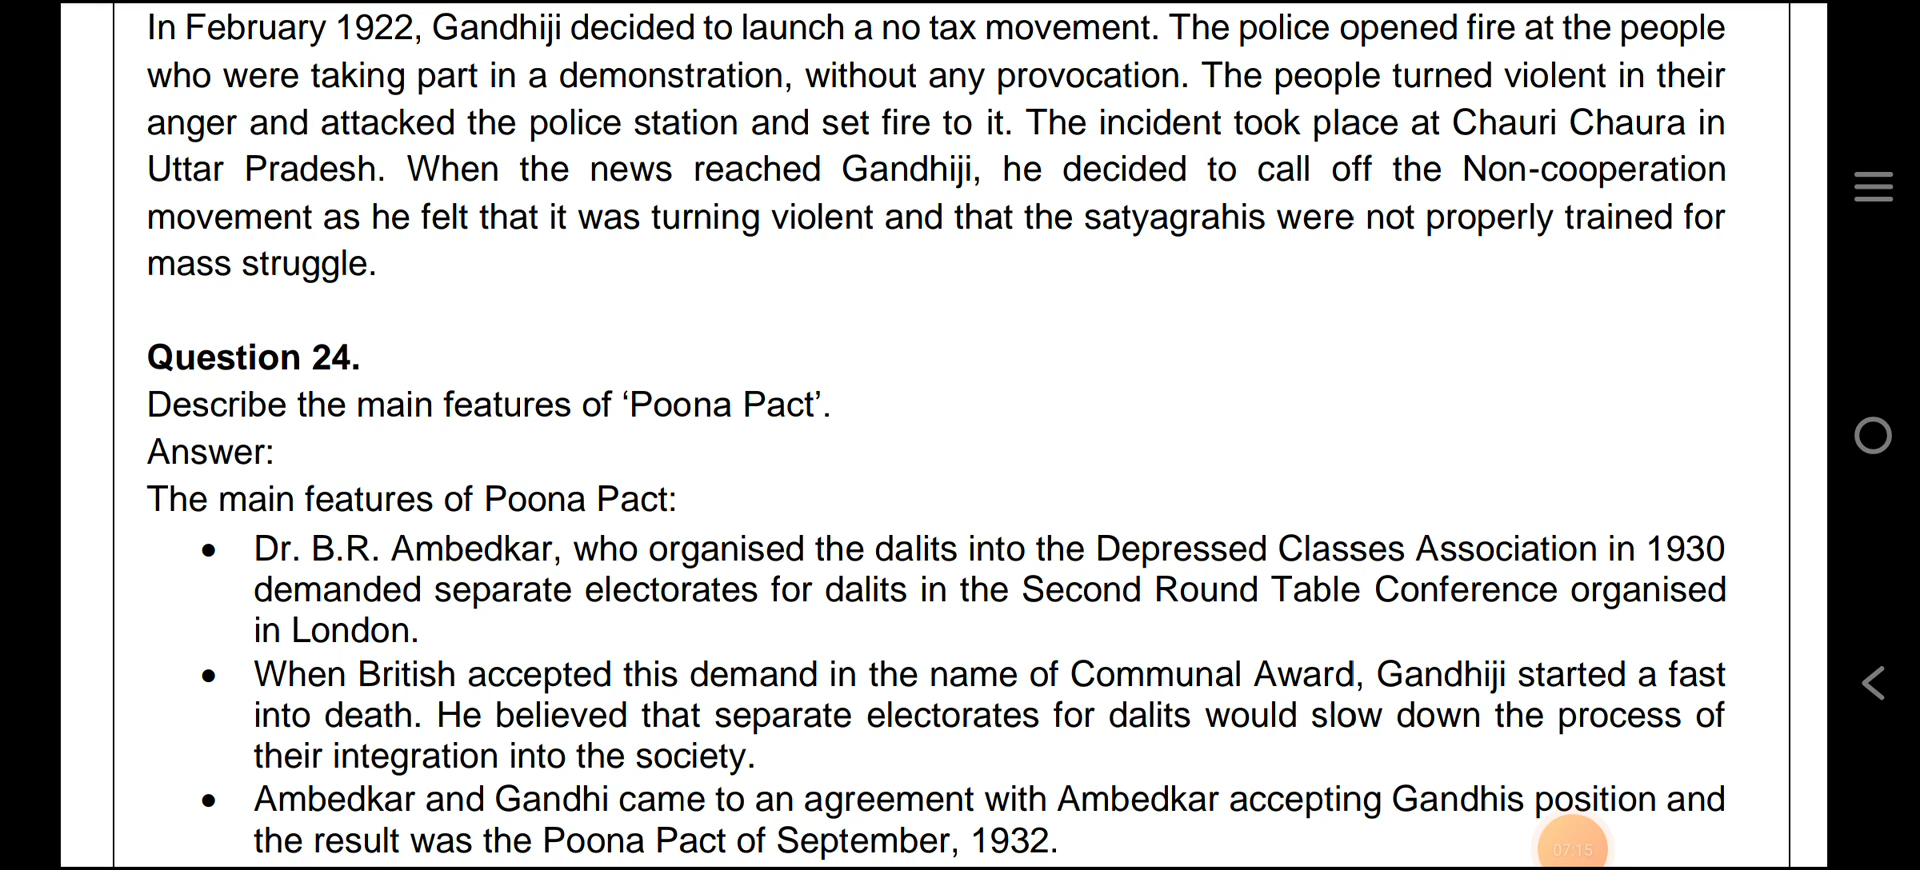 In February 1922, Gandhiji decided to launch a no tax movement. The police opened fire at the people
who were taking part in a demonstration, without any provocation. The people turned violent in their
anger and attacked the police station and set fire to it. The incident took place at Chauri Chaura in
Uttar Pradesh. When the news reached Gandhiji, he decided to call off the Non-cooperation
movement as he felt that it was turning violent and that the satyagrahis were not properly trained for
mass struggle.
Question 24.
Describe the main features of ‘Poona Pact’.
Answer:
The main features of Poona Pact:
• Dr. B.R. Ambedkar, who organised the dalits into the Depressed Classes Association in 1930
demanded separate electorates for dalits in the Second Round Table Conference organised
in London.
• When British accepted this demand in the name of Communal Award, Gandhiji started a fast
into death. He believed that separate electorates for dalits would slow down the process of
their integration into the society.
• Ambedkar and Gandhi came to an agreement with Ambedkar accepting Gandhis position and
the result was the Poona Pact of September, 1932.
07:15